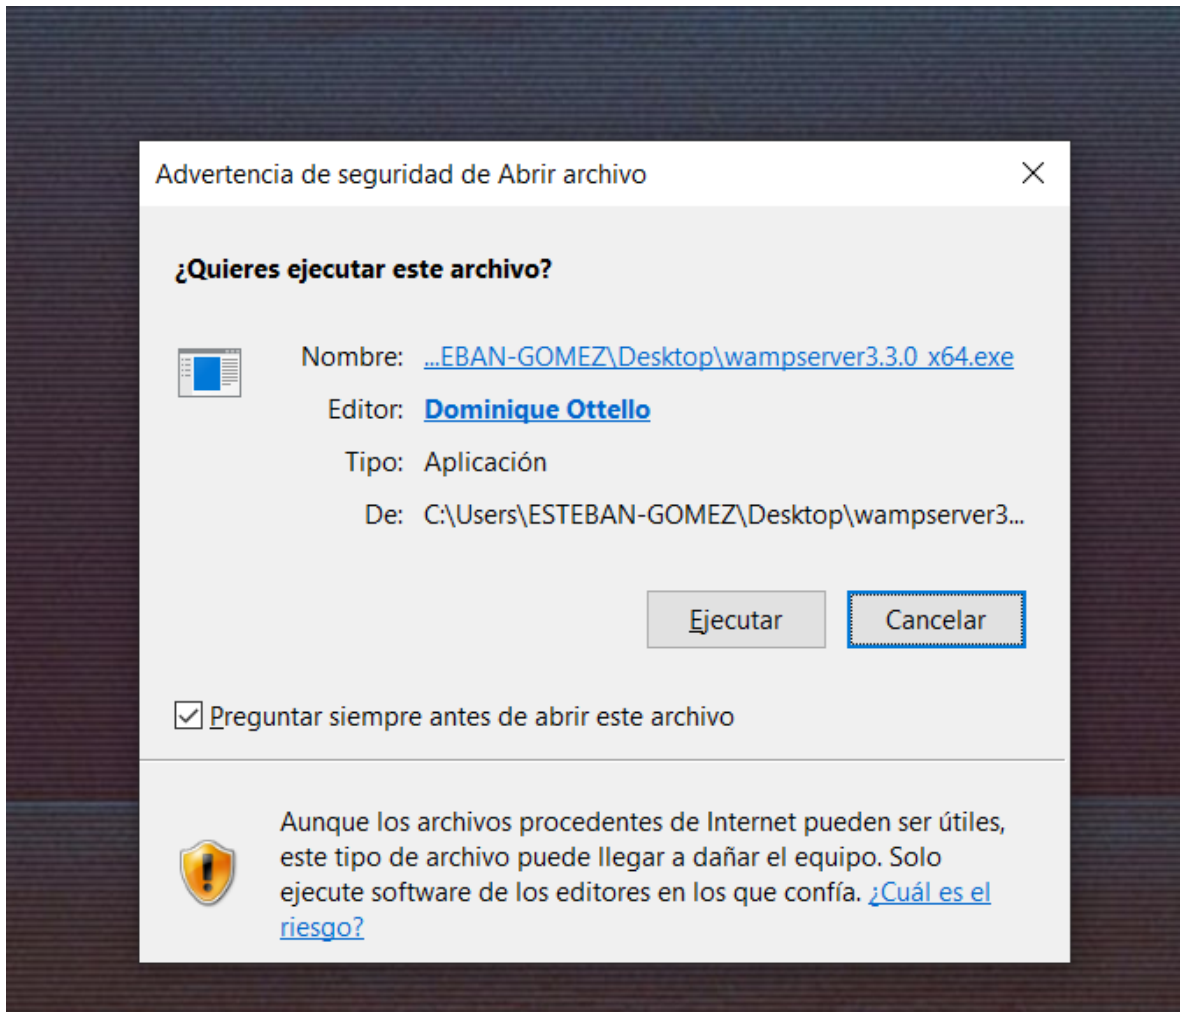 Advertencia de seguridad de Abrir archivo
¿Quieres ejecutar este archivo?
Nombre: ...EBAN-GOMEZ\Desktop\wampserver3.3.0_x64.exe
Editor: Dominique Ottello
Tipo: Aplicación
De: C:\Users\ESTEBAN-GOMEZ\Desktop\wampserver3...
Ejecutar Cancelar
Preguntar siempre antes de abrir este archivo
Aunque los archivos procedentes de Internet pueden ser útiles,
este tipo de archivo puede llegar a dañar el equipo. Solo
ejecute software de los editores en los que confía. ¿Cuál es el
riesgo?